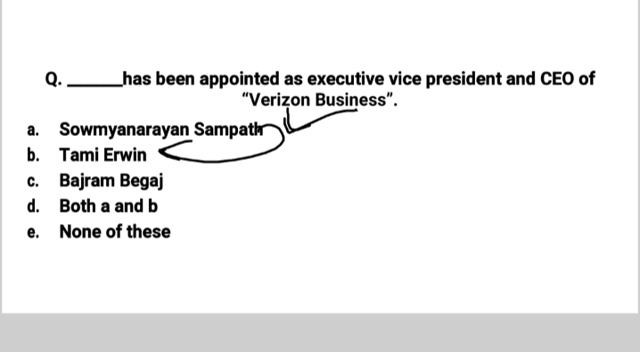 Q. ______has been appointed as executive vice president and CEO of
“Verizon Business”.
a. Sowmyanarayan Sampath
b. Tami Erwin
c. Bajram Begaj
d. Both a and b
e. None of these